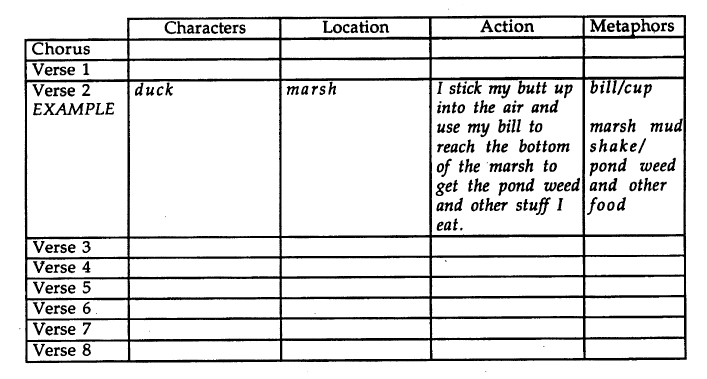 Characters Location Action Metaphors
Chorus
Verse 1
Verse 2 duck marsh I stick my butt up bill/cup
EXAMPLE into the air and
use my bill to marsh mud
reach the bottom shake/
of the marsh to pond weed
get the pond weed and other
and other stuff I food
eat.
Verse 3
Verse 4
Verse 5
Verse 6
Verse 7
Verse 8